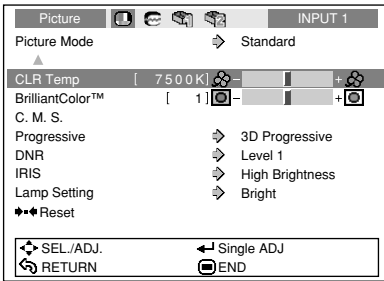 Picture INPUT 1
Picture Mode Standard
CLR Temp [ 7500K] - +
BrilliantColor™ [ 1] - +
C. M. S.
Progressive 3D Progressive
DNR Level 1
IRIS High Brightness
Lamp Setting Bright
Reset
SEL./ADJ. Single ADJ
RETURN END